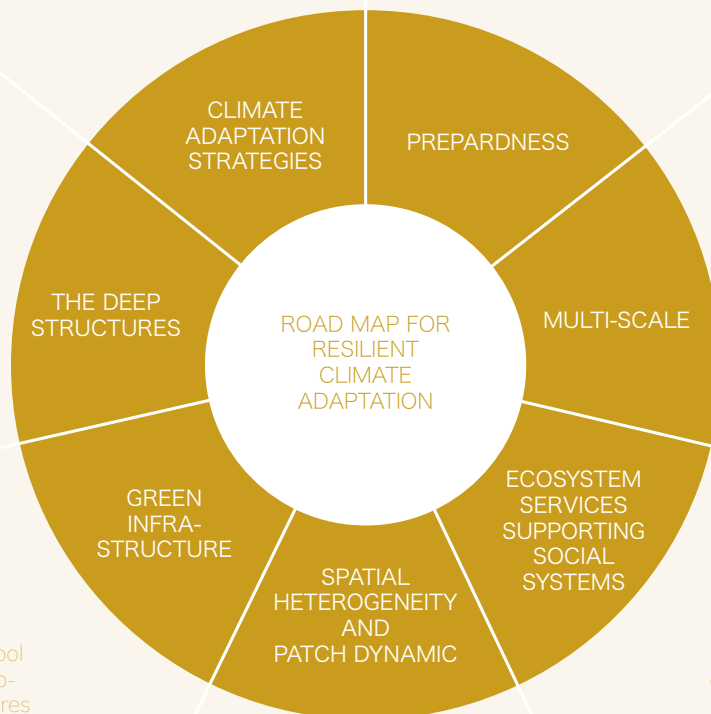 CLIMATE
ADAPTATION
STRATEGIES
PREPARDNESS
THE DEEP
STRUCTURES
ROAD MAP FOR
RESILIENT
CLIMATE
ADAPTATION
MULTI-SCALE
GREEN
INFRA-
STRUCTURE
ECOSYSTEM
SERVICES
SUPPORTING
SOCIAL
SYSTEMS
SPATIAL
HETEROGENEITY
AND
PATCH DYNAMIC